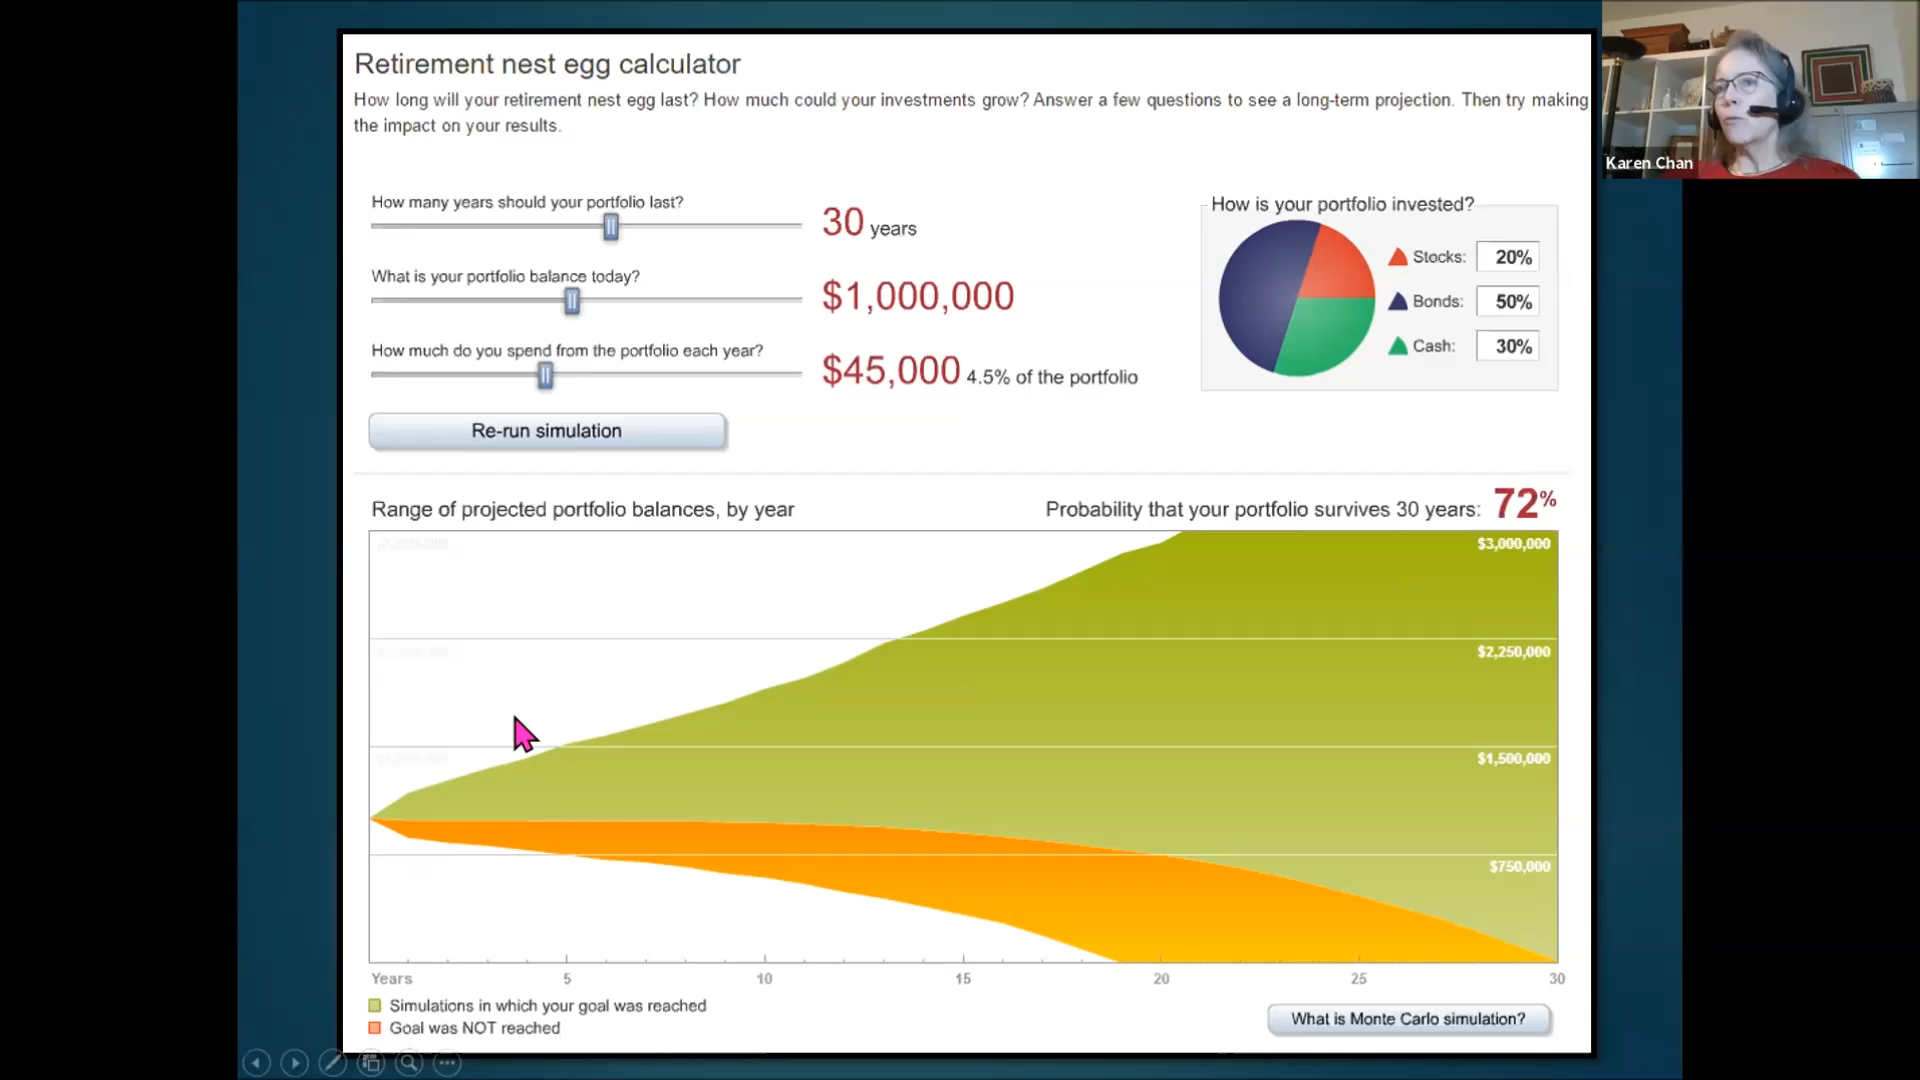 Retirement nest egg calculator
How long will your retirement nest egg last? How much could your investments grow? Answer a few questions to see a long-term projection. Then try making
the impact on your results.
Karen Chan
How many years should your portfolio last?
30 years
What is your portfolio balance today?
$1,000,000
How much do you spend from the portfolio each year?
$45,000 4.5% of the portfolio
How is your portfolio invested?
Stocks: 20%
Bonds: 50%
Cash: 30%
Re-run simulation
Range of projected portfolio balances, by year
Probability that your portfolio survives 30 years: 72%
$3,000,000
$2,250,000
$1,500,000
$750,000
Years 5 10 15 20 25 30
Simulations in which your goal was reached
Goal was NOT reached
What is Monte Carlo simulation?